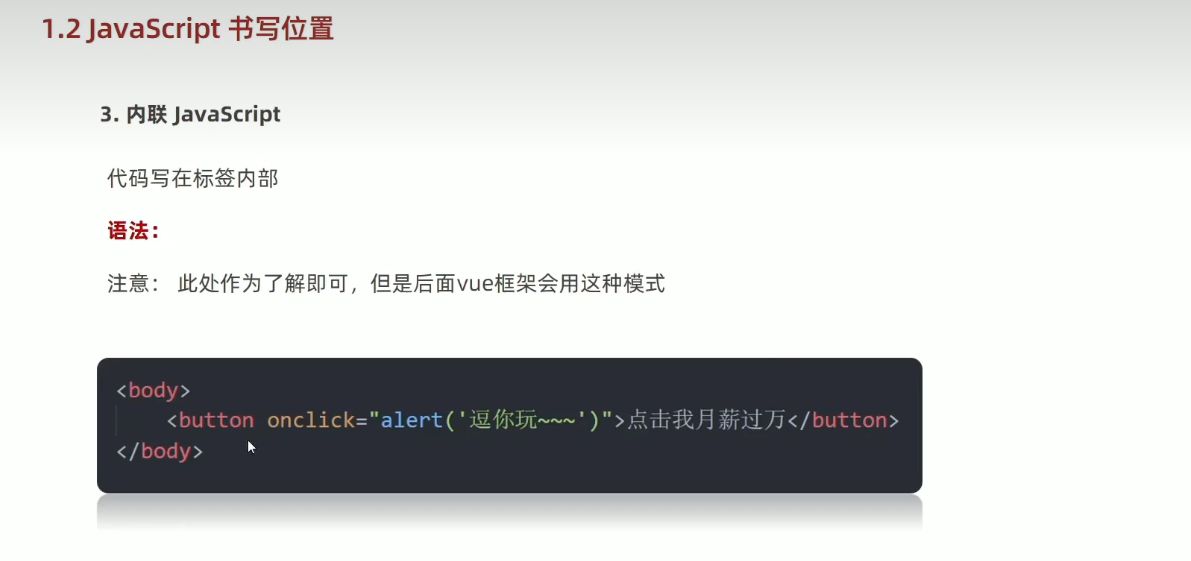 1.2 JavaScript 书写位置
3. 内联 JavaScript
代码写在标签内部
语法：
注意： 此处作为了解即可，但是后面vue框架会用这种模式
<body>
    <button onclick="alert('逗你玩~~~')">点击我月薪过万</button>
</body>